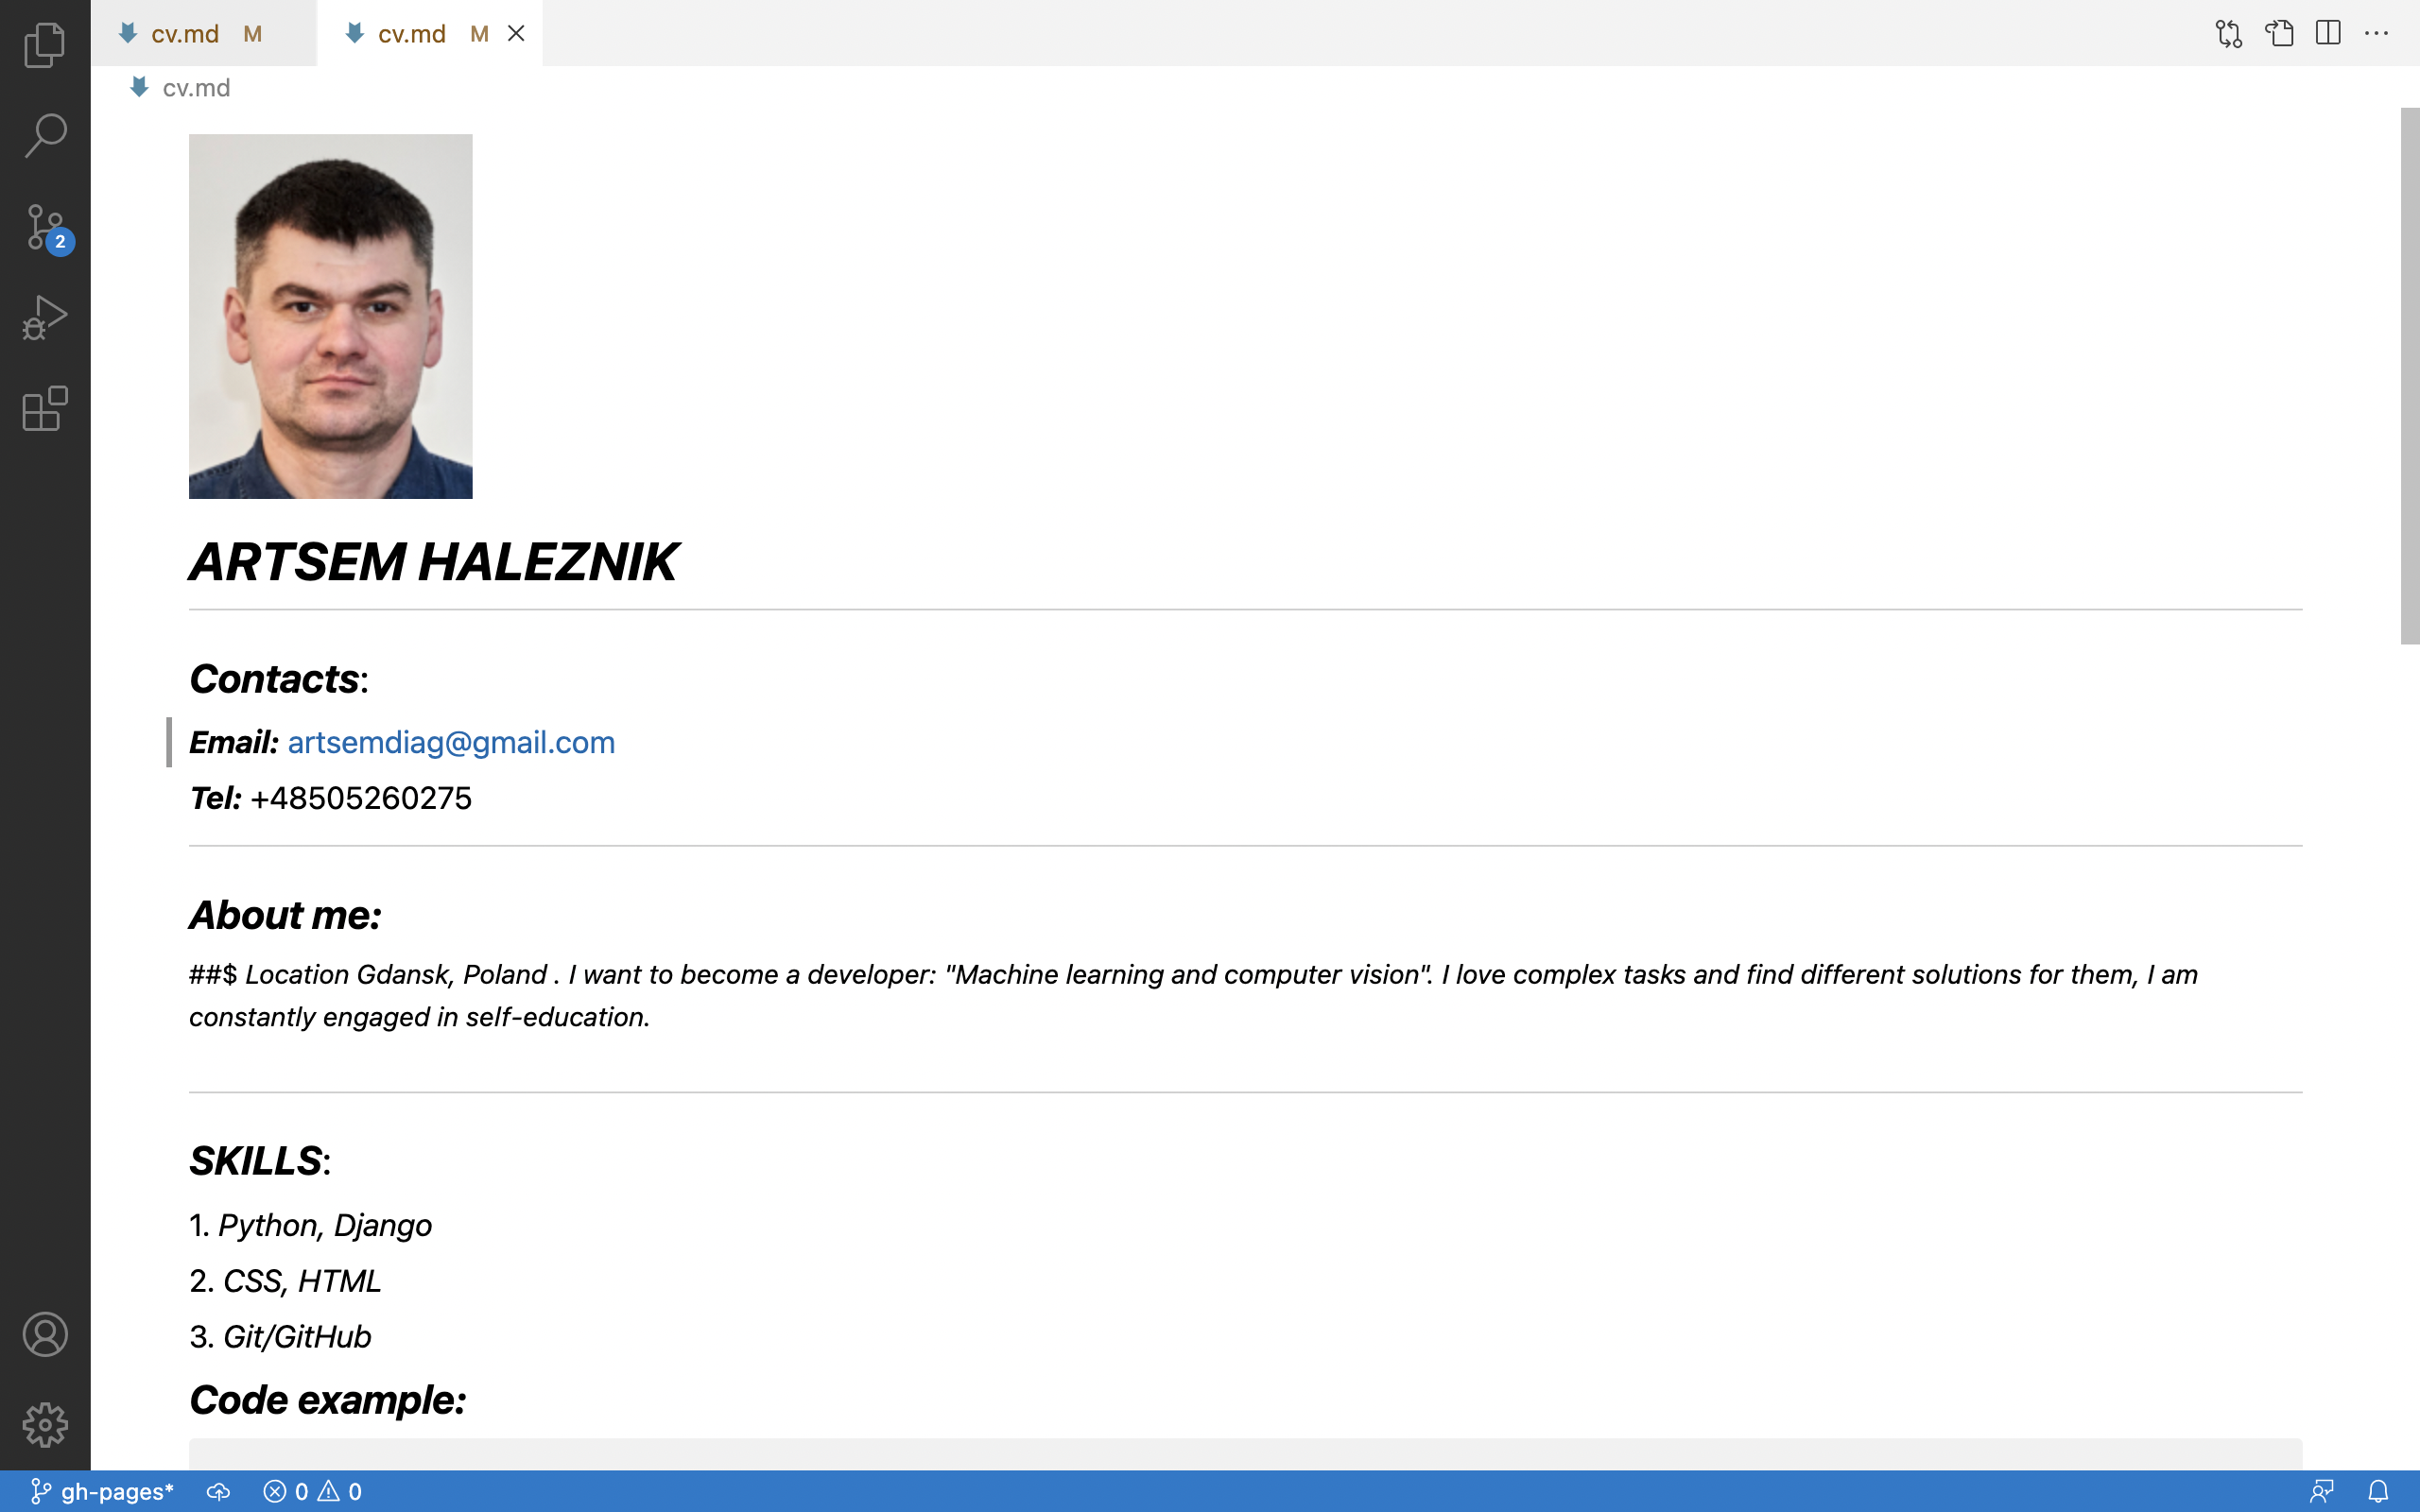 cv.md M
cv.md M
cv.md
2
ARTSEM HALEZNIK
Contacts:
Email: artsemdiag@gmail.com
Tel: +48505260275
About me:
##$ Location Gdansk, Poland . I want to become a developer: "Machine learning and computer vision". I love complex tasks and find different solutions for them, I am
constantly engaged in self-education.
SKILLS:
1. Python, Django
2. CSS, HTML
3. Git/GitHub
Code example:
gh-pages* 0 0